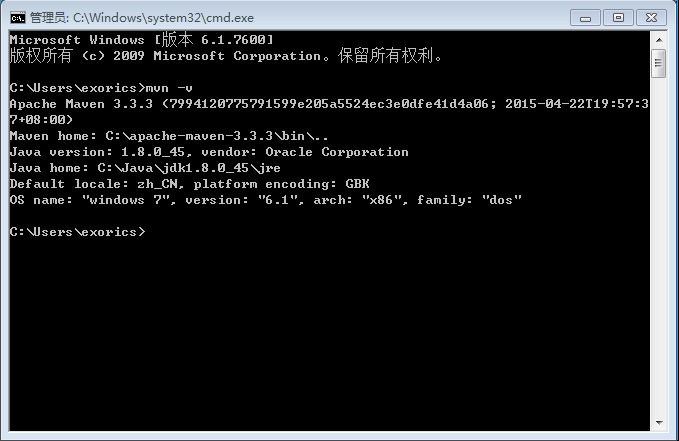 管理员: C:\Windows\system32\cmd.exe
Microsoft Windows [版本 6.1.7600]
版权所有 (c) 2009 Microsoft Corporation。保留所有权利。
C:\Users\exorics>mvn -v
Apache Maven 3.3.3 (7994120775791599e205a5524ec3e0dfe41d4a06; 2015-04-22T19:57:3
7+08:00)
Maven home: C:\apache-maven-3.3.3\bin\..
Java version: 1.8.0_45, vendor: Oracle Corporation
Java home: C:\Java\jdk1.8.0_45\jre
Default locale: zh_CN, platform encoding: GBK
OS name: "windows 7", version: "6.1", arch: "x86", family: "dos"
C:\Users\exorics>